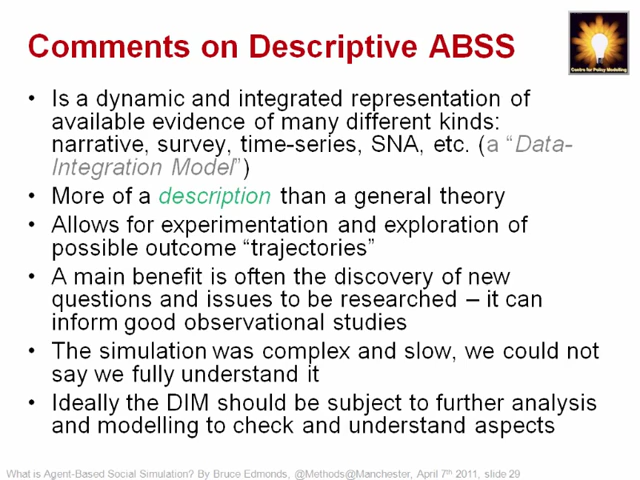 Comments on Descriptive ABSS
Centre for Policy Modelling
• Is a dynamic and integrated representation of
available evidence of many different kinds:
narrative, survey, time-series, SNA, etc. (a “Data-
Integration Model”)
• More of a description than a general theory
• Allows for experimentation and exploration of
possible outcome “trajectories”
• A main benefit is often the discovery of new
questions and issues to be researched – it can
inform good observational studies
• The simulation was complex and slow, we could not
say we fully understand it
• Ideally the DIM should be subject to further analysis
and modelling to check and understand aspects
What is Agent-Based Social Simulation? By Bruce Edmonds, @Methods@Manchester, April 7th 2011, slide 29